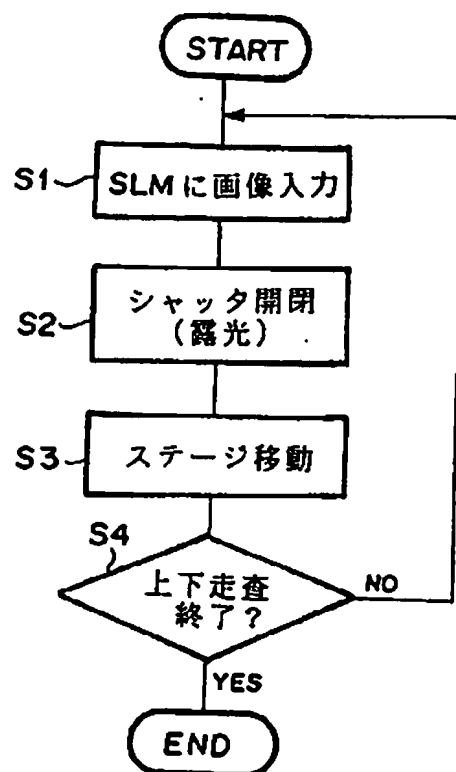 START
S1
SLMに画像入力
S2
シャッタ開閉
(露光)
S3
ステージ移動
S4
上下走査
終了?
NO
YES
END